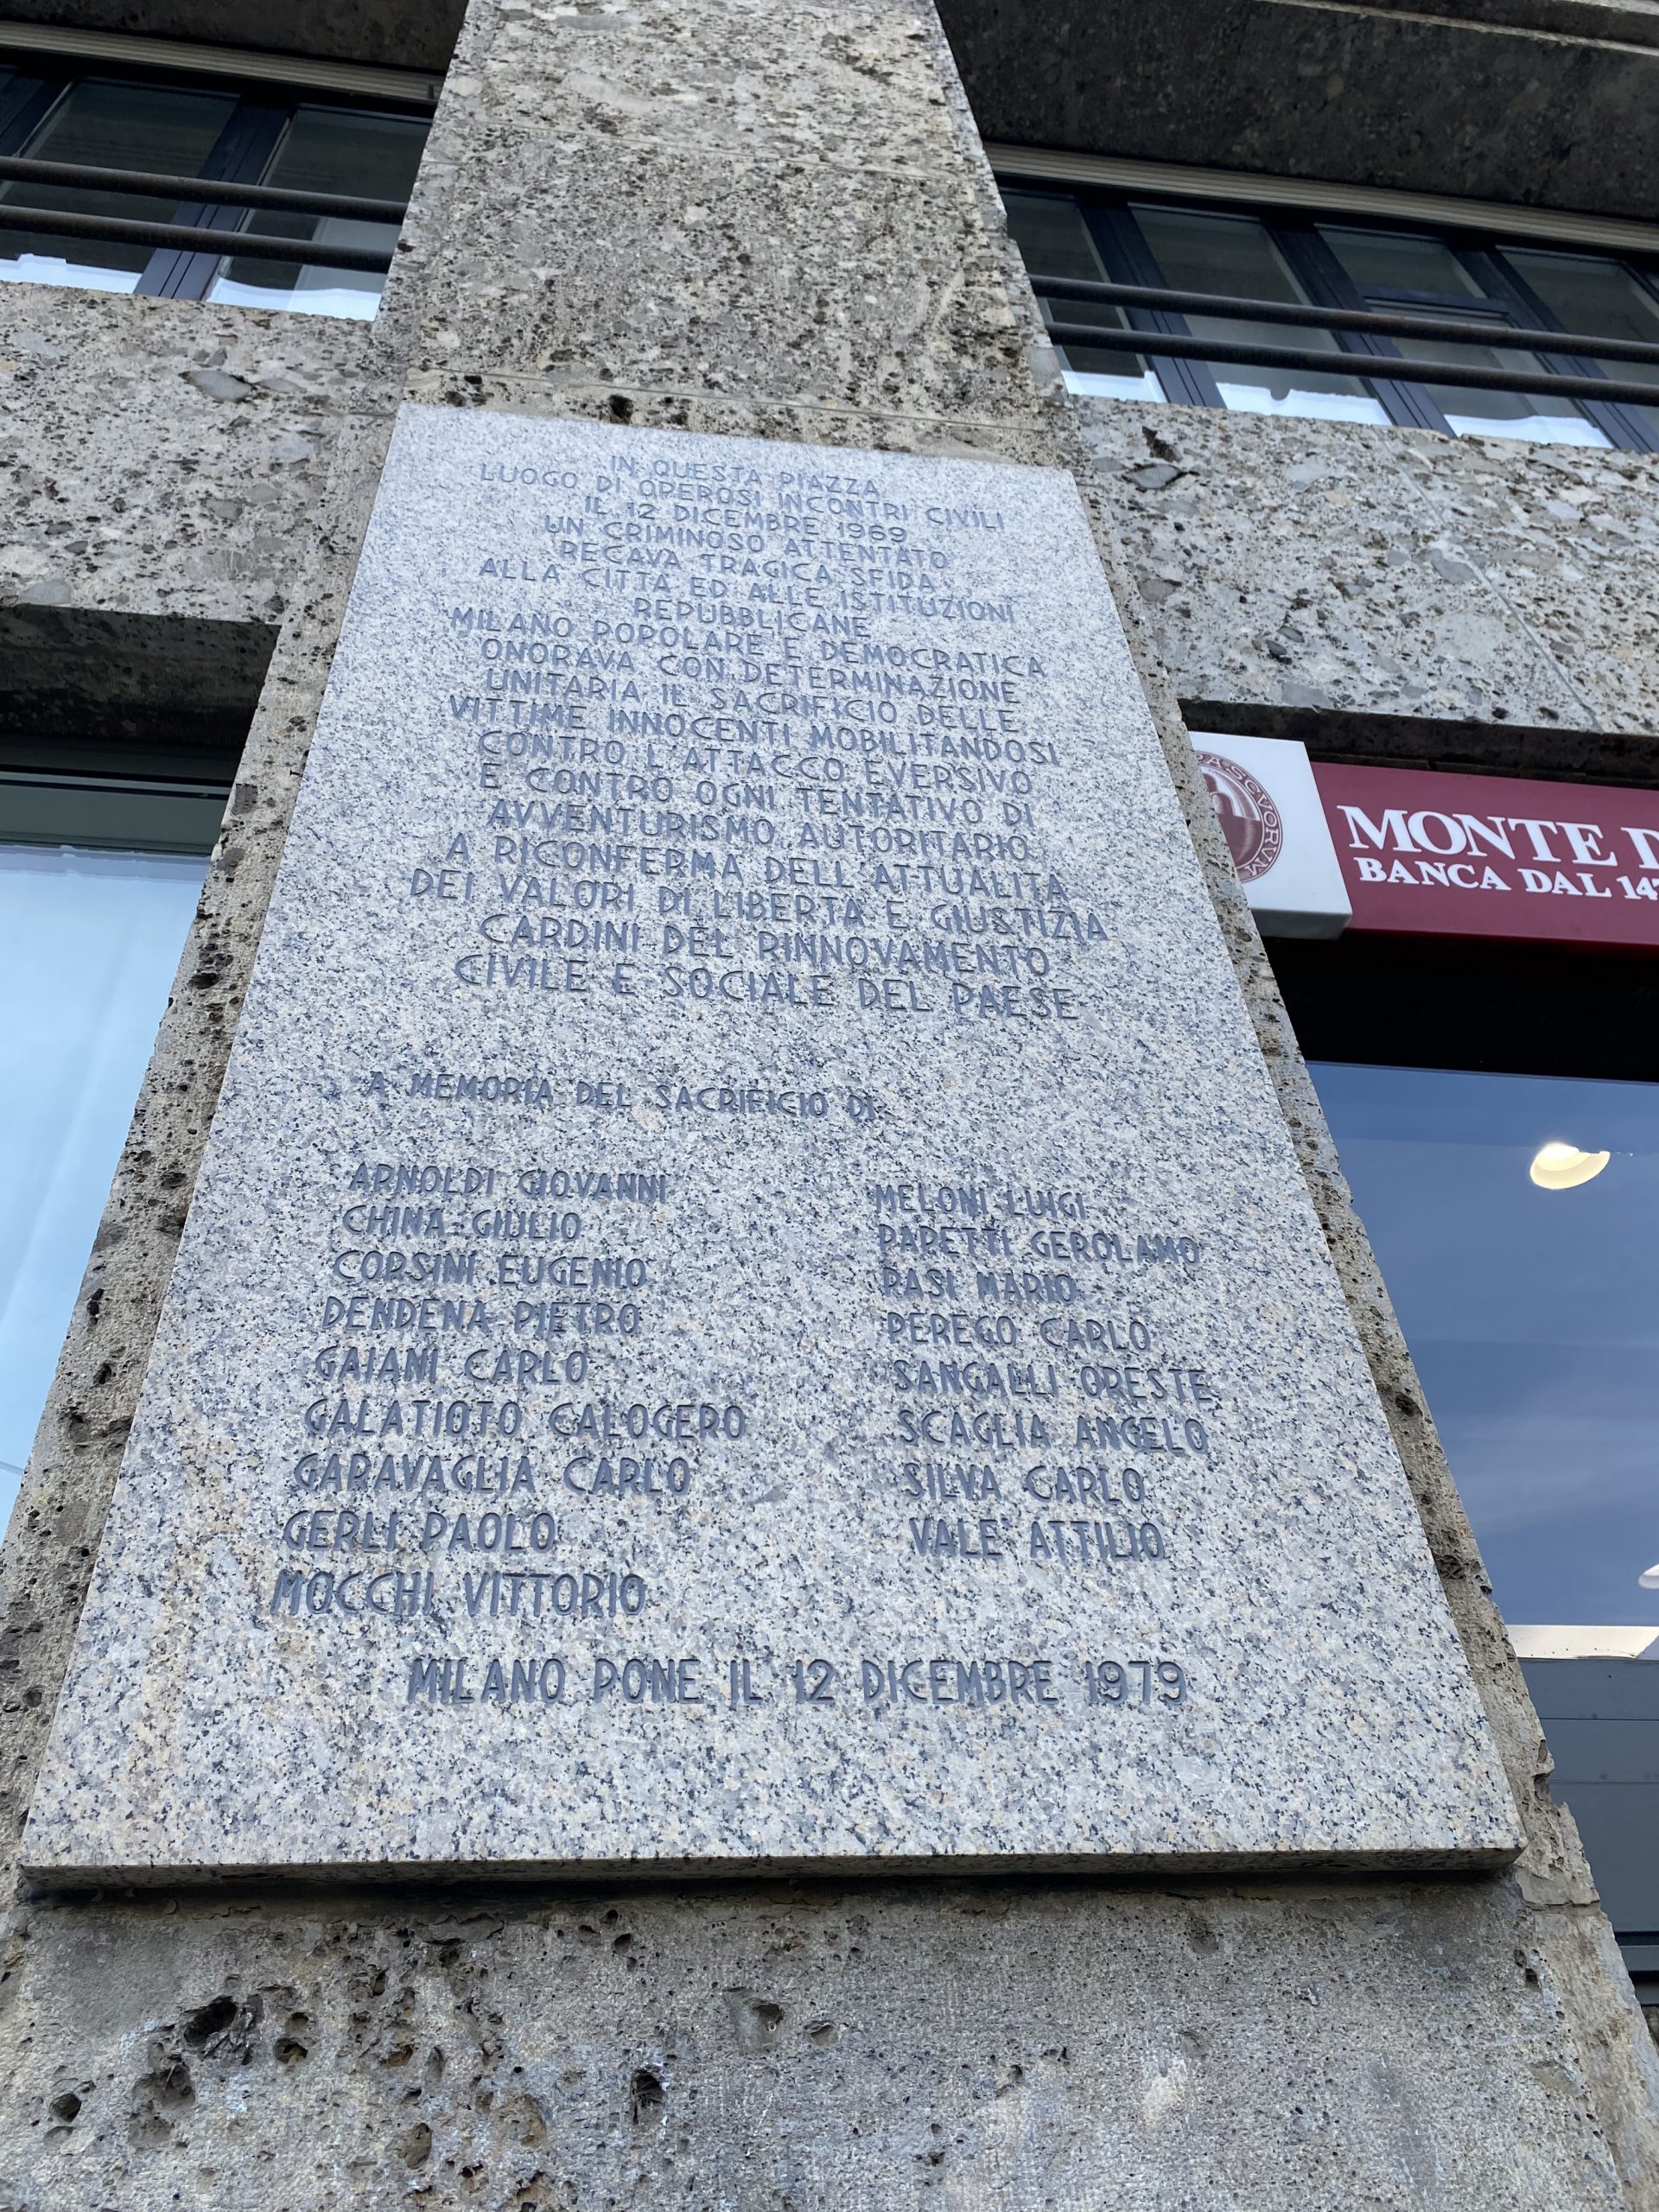 IN QUESTA PIAZZA
LUOGO DI OPEROSI INCONTRI CIVILI
IL 12 DICEMBRE 1969
UN CRIMINOSO ATTENTATO
RECAVA TRAGICA SFIDA
ALLA CITTÀ ED ALLE ISTITUZIONI
REPUBBLICANE
MILANO POPOLARE E DEMOCRATICA
ONORAVA CON DETERMINAZIONE
UNITARIA IL SACRIFICIO DELLE
VITTIME INNOCENTI MOBILITANDOSI
CONTRO L'ATTACCO EVERSIVO
E CONTRO OGNI TENTATIVO DI
AVVENTURISMO AUTORITARIO
A RICONFERMA DELL'ATTUALITÀ
DEI VALORI DI LIBERTÀ E GIUSTIZIA
CARDINI DEL RINNOVAMENTO
CIVILE E SOCIALE DEL PAESE
A MEMORIA DEL SACRIFICIO DI:
ARNOLDI GIOVANNI
CHINA GIULIO
CORSINI EUGENIO
DENDENA PIETRO
GAIANI CARLO
GALATIOTO CALOGERO
GARAVAGLIA CARLO
GERLI PAOLO
MOCCHI VITTORIO
MELONI LUIGI
PAPETTI GEROLAMO
PASI MARIO
PEREGO CARLO
SANGALLI ORESTE
SCAGLIA ANGELO
SILVA CARLO
VALE' ATTILIO
MILANO PONE IL 12 DICEMBRE 1979
MONTE D
BANCA DAL 147